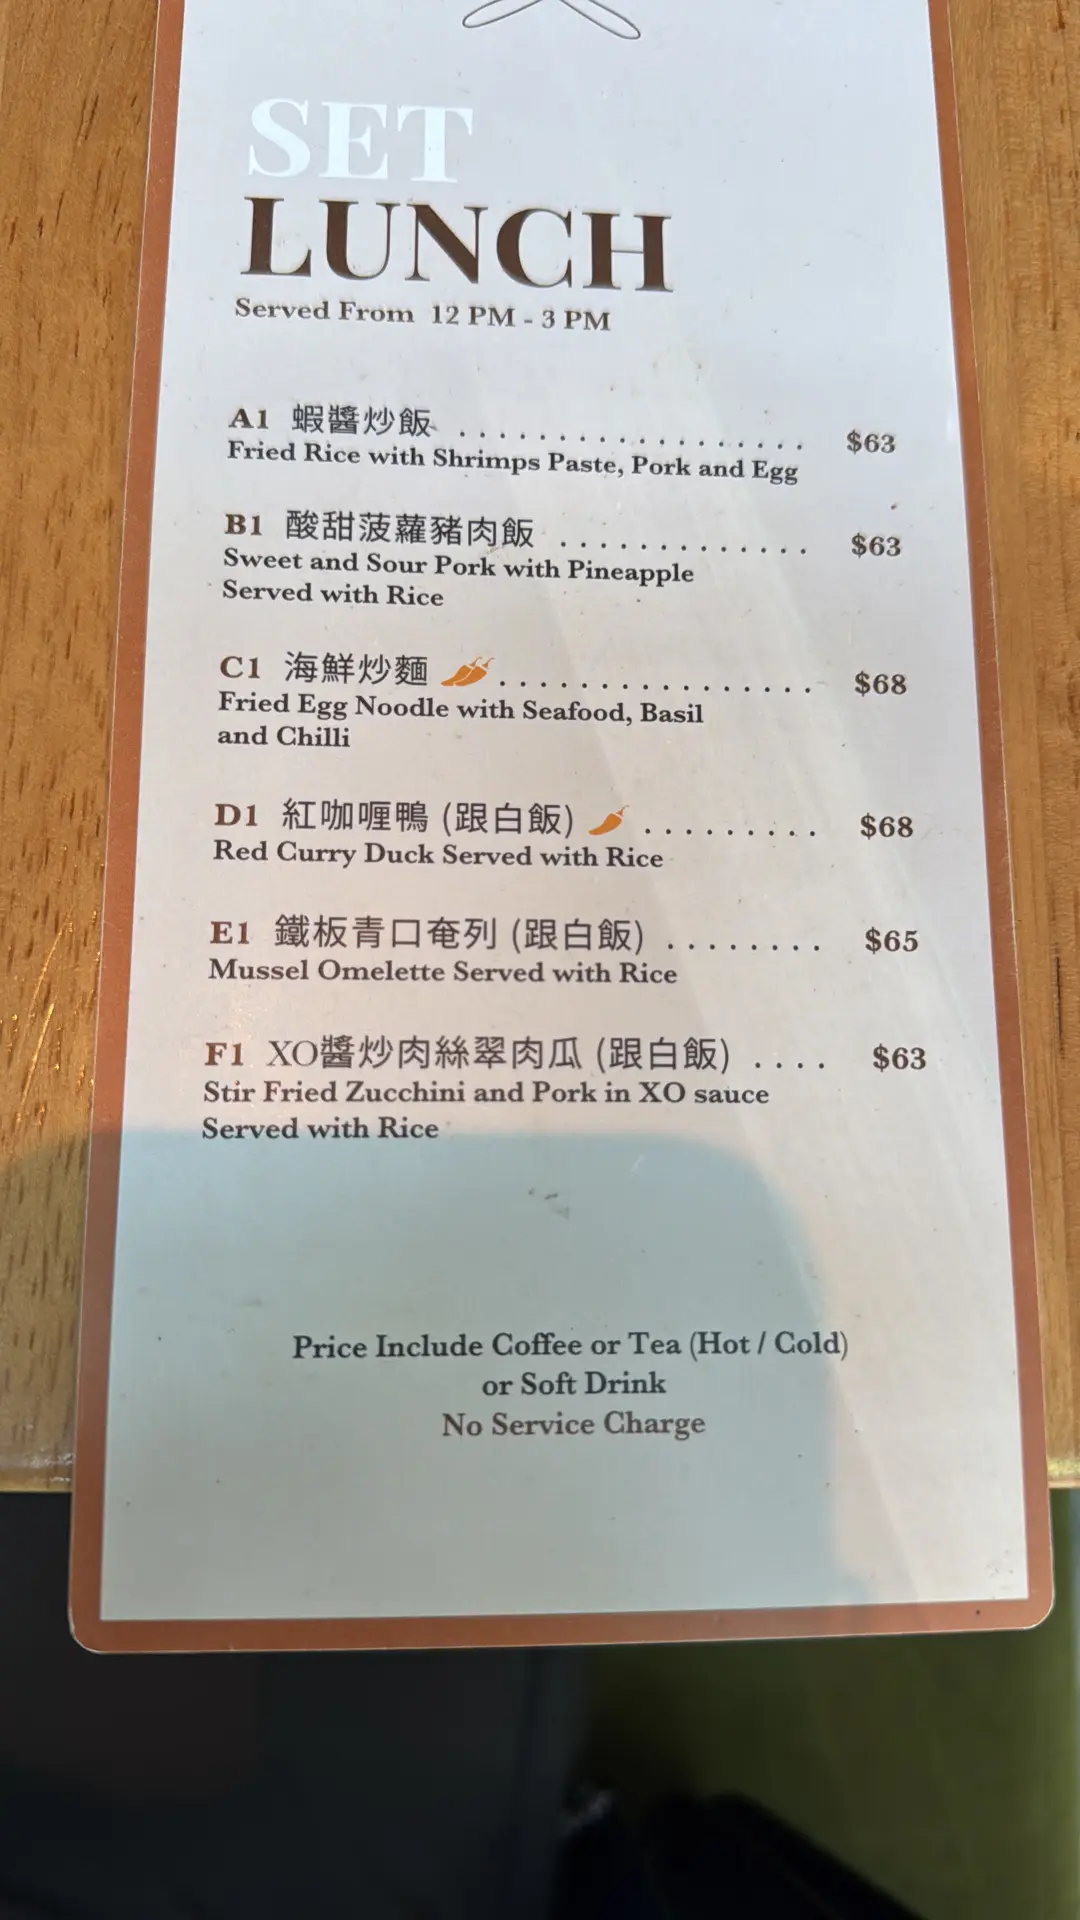 SET
LUNCH
Served From 12 PM - 3 PM
A1 蝦醬炒飯 .................. $63
Fried Rice with Shrimps Paste, Pork and Egg
B1 酸甜菠蘿豬肉飯 ............. $63
Sweet and Sour Pork with Pineapple
Served with Rice
C1 海鮮炒麵 ................ $68
Fried Egg Noodle with Seafood, Basil
and Chilli
D1 紅咖喱鴨 (跟白飯) ......... $68
Red Curry Duck Served with Rice
E1 鐵板青口奄列 (跟白飯) ........ $65
Mussel Omelette Served with Rice
F1 XO醬炒肉絲翠肉瓜 (跟白飯) .... $63
Stir Fried Zucchini and Pork in XO sauce
Served with Rice
Price Include Coffee or Tea (Hot / Cold)
or Soft Drink
No Service Charge